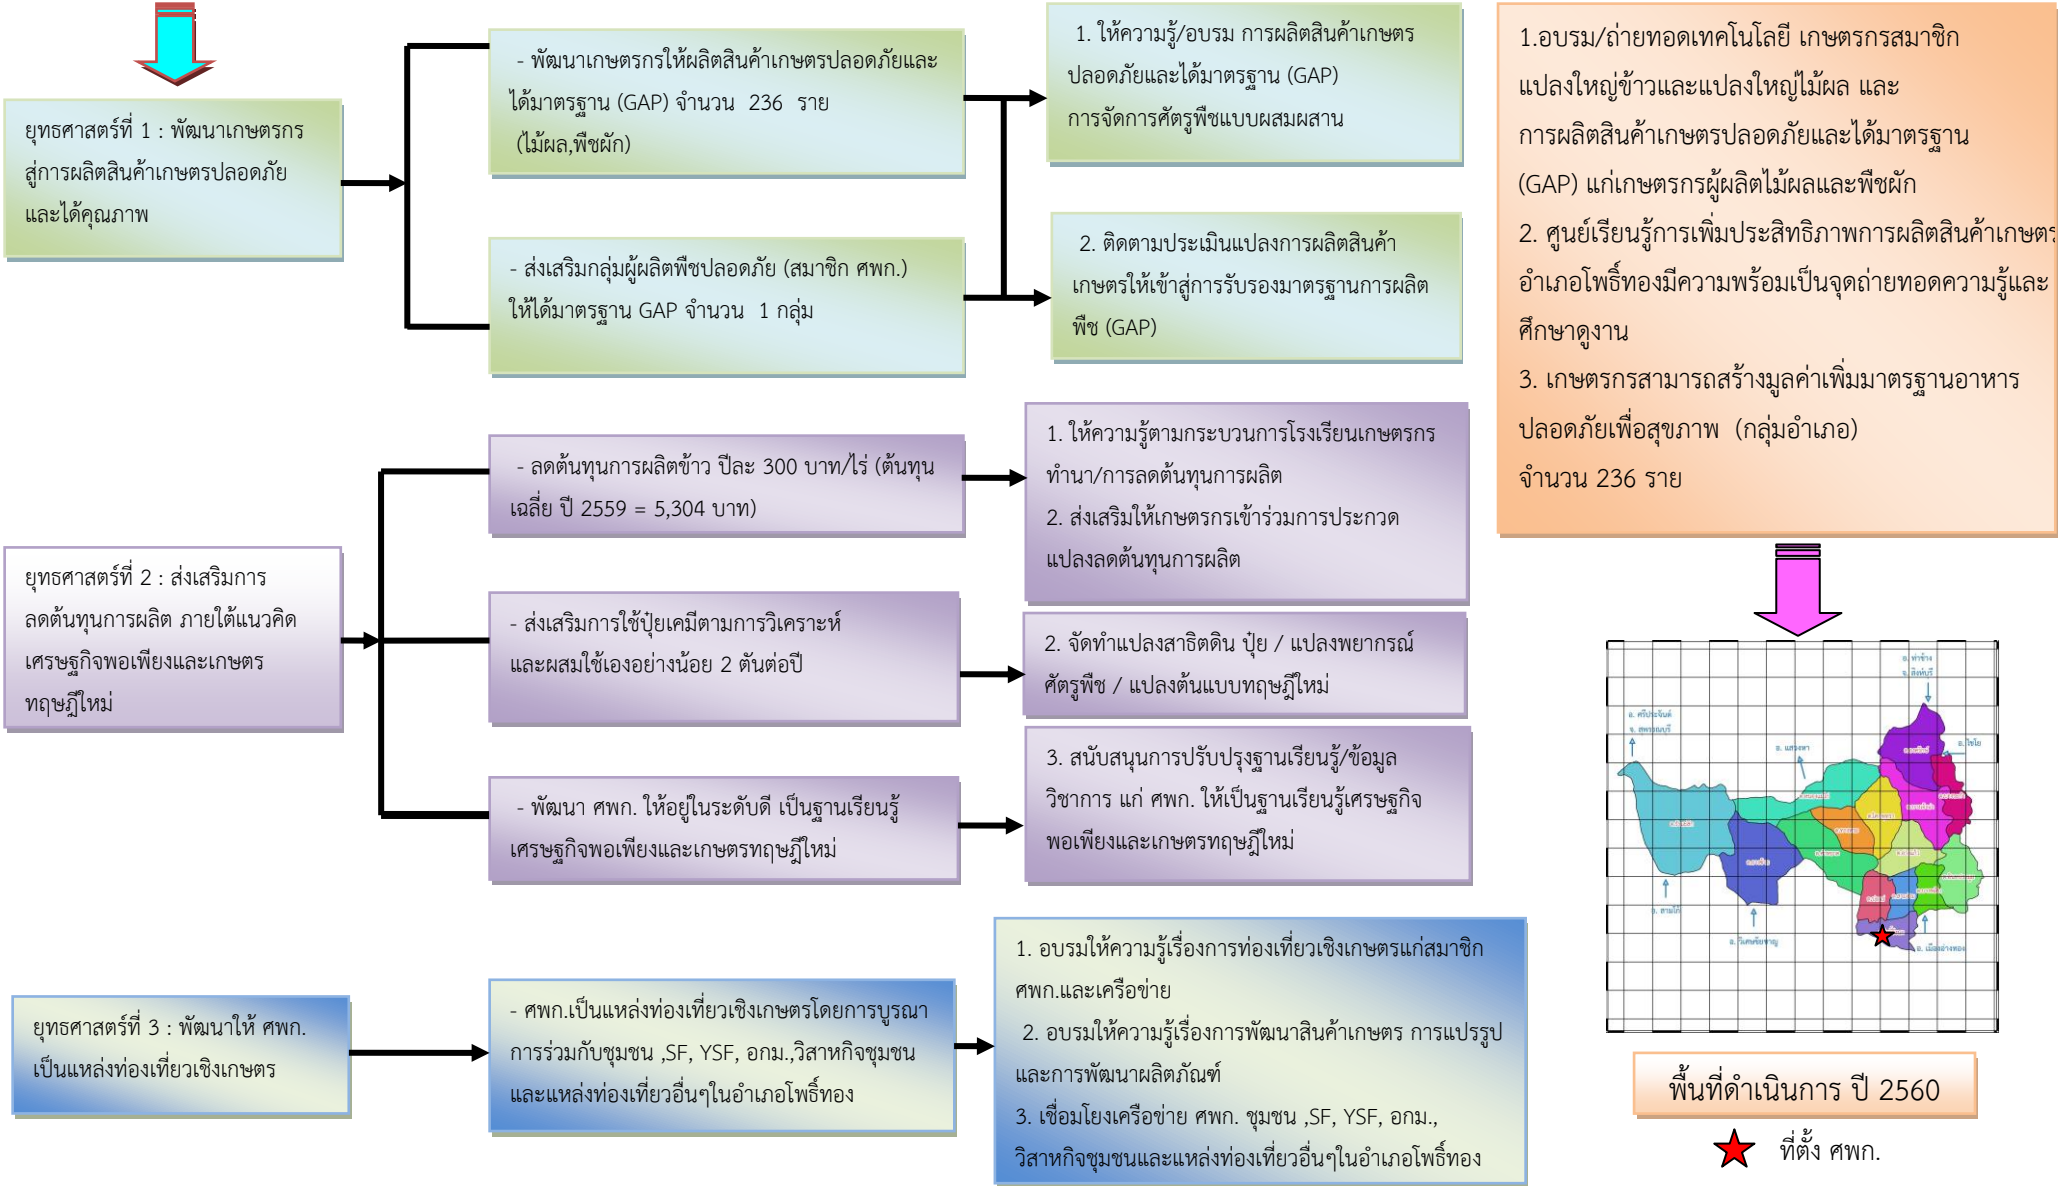 ยุทธศาสตร์ที่ 1 : พัฒนาเกษตรกร
สู่การผลิตสินค้าเกษตรปลอดภัย
และได้คุณภาพ
- พัฒนาเกษตรกรให้ผลิตสินค้าเกษตรปลอดภัยและ
ได้มาตรฐาน (GAP) จำนวน 236 ราย
(ไม้ผล,พืชผัก)
- ส่งเสริมกลุ่มผู้ผลิตพืชปลอดภัย (สมาชิก ศพก.)
ให้ได้มาตรฐาน GAP จำนวน 1 กลุ่ม
1. ให้ความรู้/อบรม การผลิตสินค้าเกษตร
ปลอดภัยและได้มาตรฐาน (GAP)
การจัดการศัตรูพืชแบบผสมผสาน
2. ติดตามประเมินแปลงการผลิตสินค้า
เกษตรให้เข้าสู่การรับรองมาตรฐานการผลิต
พืช (GAP)
ยุทธศาสตร์ที่ 2 : ส่งเสริมการ
ลดต้นทุนการผลิต ภายใต้แนวคิด
เศรษฐกิจพอเพียงและเกษตร
ทฤษฎีใหม่
- ลดต้นทุนการผลิตข้าว ปีละ 300 บาท/ไร่ (ต้นทุน
เฉลี่ย ปี 2559 = 5,304 บาท)
- ส่งเสริมการใช้ปุ๋ยเคมีตามการวิเคราะห์
และผสมใช้เองอย่างน้อย 2 ตันต่อปี
- พัฒนา ศพก. ให้อยู่ในระดับดี เป็นฐานเรียนรู้
เศรษฐกิจพอเพียงและเกษตรทฤษฎีใหม่
1. ให้ความรู้ตามกระบวนการโรงเรียนเกษตรกร
ทำนา/การลดต้นทุนการผลิต
2. ส่งเสริมให้เกษตรกรเข้าร่วมการประกวด
แปลงลดต้นทุนการผลิต
2. จัดทำแปลงสาธิตดิน ปุ๋ย / แปลงพยากรณ์
ศัตรูพืช / แปลงต้นแบบทฤษฎีใหม่
3. สนับสนุนการปรับปรุงฐานเรียนรู้/ข้อมูล
วิชาการ แก่ ศพก. ให้เป็นฐานเรียนรู้เศรษฐกิจ
พอเพียงและเกษตรทฤษฎีใหม่
ยุทธศาสตร์ที่ 3 : พัฒนาให้ ศพก.
เป็นแหล่งท่องเที่ยวเชิงเกษตร
- ศพก.เป็นแหล่งท่องเที่ยวเชิงเกษตรโดยการบูรณา
การร่วมกับชุมชน ,SF, YSF, อกม.,วิสาหกิจชุมชน
และแหล่งท่องเที่ยวอื่นๆในอำเภอโพธิ์ทอง
1. อบรมให้ความรู้เรื่องการท่องเที่ยวเชิงเกษตรแก่สมาชิก
ศพก.และเครือข่าย
2. อบรมให้ความรู้เรื่องการพัฒนาสินค้าเกษตร การแปรรูป
และการพัฒนาผลิตภัณฑ์
3. เชื่อมโยงเครือข่าย ศพก. ชุมชน ,SF, YSF, อกม.,
วิสาหกิจชุมชนและแหล่งท่องเที่ยวอื่นๆในอำเภอโพธิ์ทอง
1.อบรม/ถ่ายทอดเทคโนโลยี เกษตรกรสมาชิก
แปลงใหญ่ข้าวและแปลงใหญ่ไม้ผล และ
การผลิตสินค้าเกษตรปลอดภัยและได้มาตรฐาน
(GAP) แก่เกษตรกรผู้ผลิตไม้ผลและพืชผัก
2. ศูนย์เรียนรู้การเพิ่มประสิทธิภาพการผลิตสินค้าเกษตร
อำเภอโพธิ์ทองมีความพร้อมเป็นจุดถ่ายทอดความรู้และ
ศึกษาดูงาน
3. เกษตรกรสามารถสร้างมูลค่าเพิ่มมาตรฐานอาหาร
ปลอดภัยเพื่อสุขภาพ (กลุ่มอำเภอ)
จำนวน 236 ราย
อ. ท่าช้าง
จ. สิงห์บุรี
อ. ศรีประจันต์
จ. สุพรรณบุรี
อ. แสวงหา
อ. ไชโย
อ. สามโก้
อ. วิเศษชัยชาญ
อ. เมืองอ่างทอง
พื้นที่ดำเนินการ ปี 2560
ที่ตั้ง ศพก.